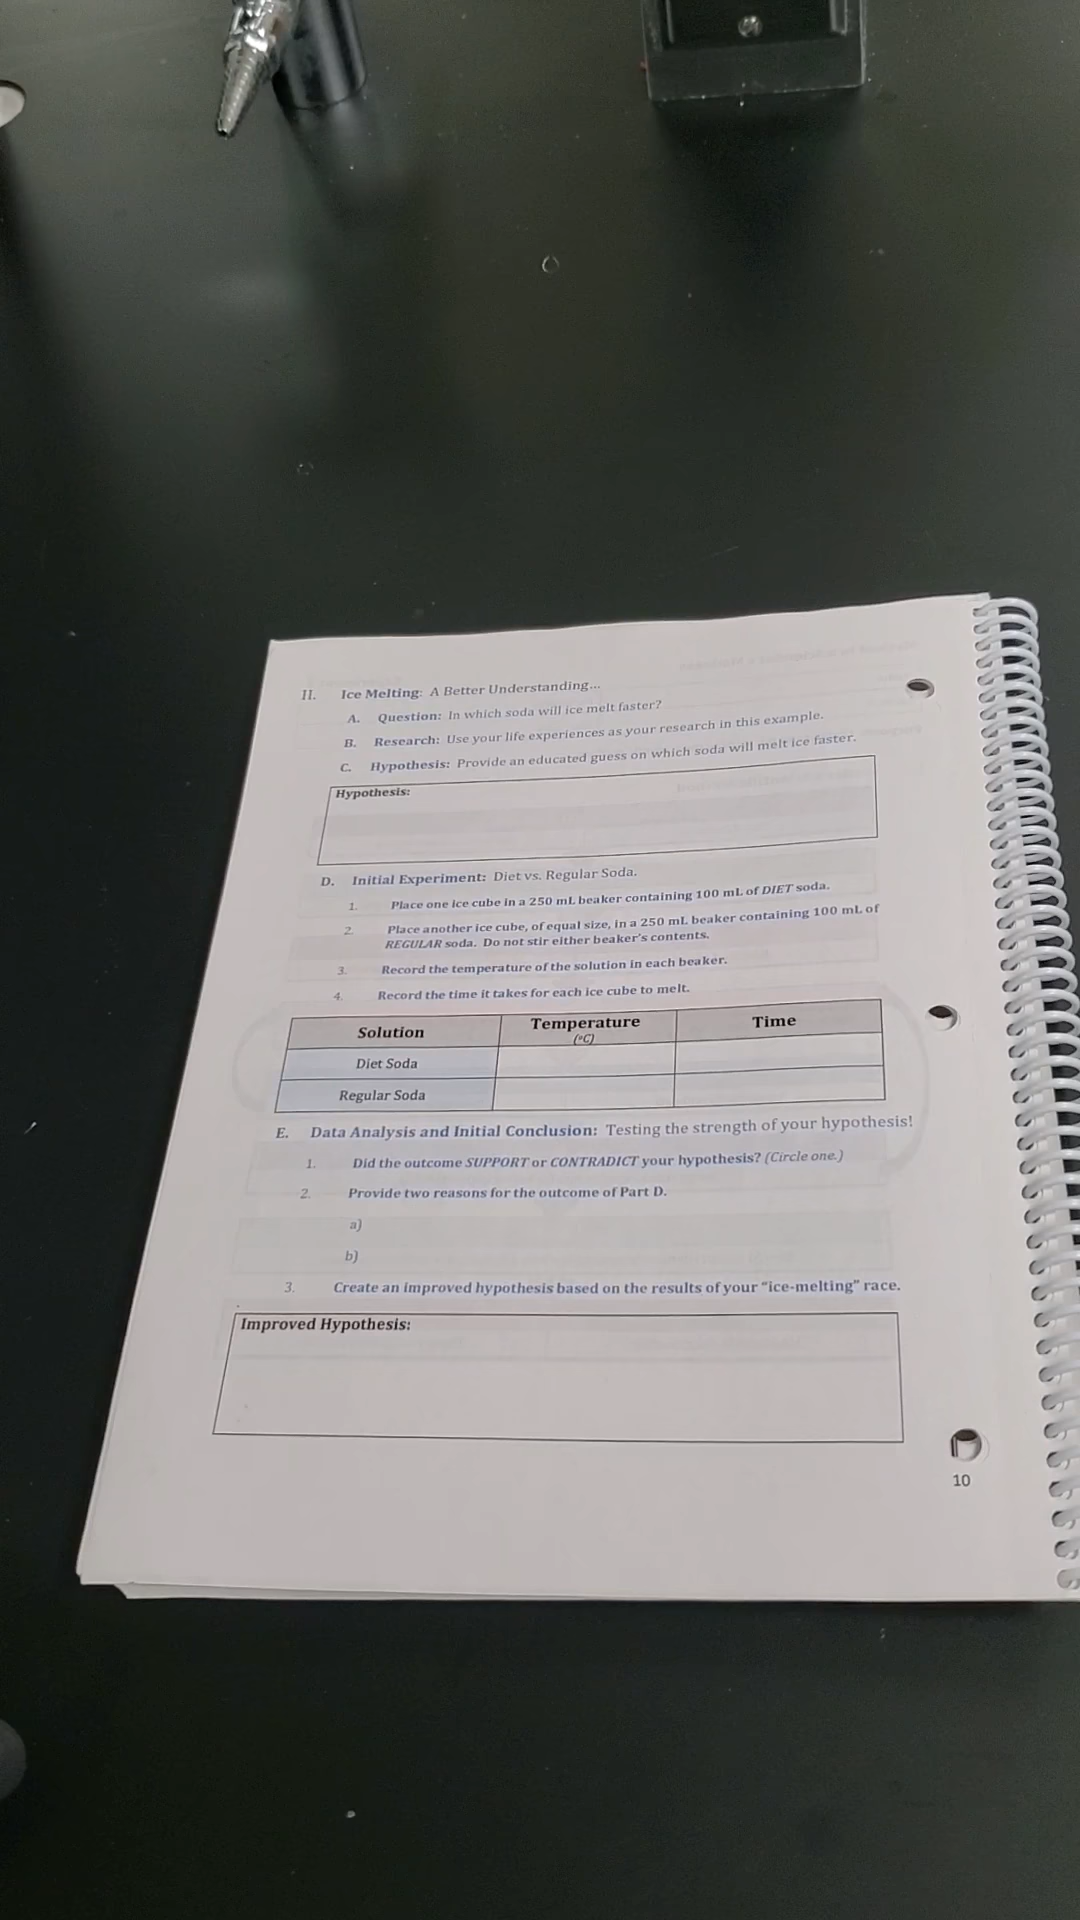 II. Ice Melting: A Better Understanding...
A. Question: In which soda will ice melt faster?
B. Research: Use your life experiences as your research in this example.
C. Hypothesis: Provide an educated guess on which soda will melt ice faster.
Hypothesis:
D. Initial Experiment: Diet vs. Regular Soda.
1. Place one ice cube in a 250 mL beaker containing 100 mL of DIET soda.
2. Place another ice cube, of equal size, in a 250 mL beaker containing 100 mL of
REGULAR soda. Do not stir either beaker's contents.
3. Record the temperature of the solution in each beaker.
4. Record the time it takes for each ice cube to melt.
Solution Temperature Time
(°C)
Diet Soda
Regular Soda
E. Data Analysis and Initial Conclusion: Testing the strength of your hypothesis!
1. Did the outcome SUPPORT or CONTRADICT your hypothesis? (Circle one.)
2. Provide two reasons for the outcome of Part D.
a)
b)
3. Create an improved hypothesis based on the results of your "ice-melting" race.
Improved Hypothesis:
10